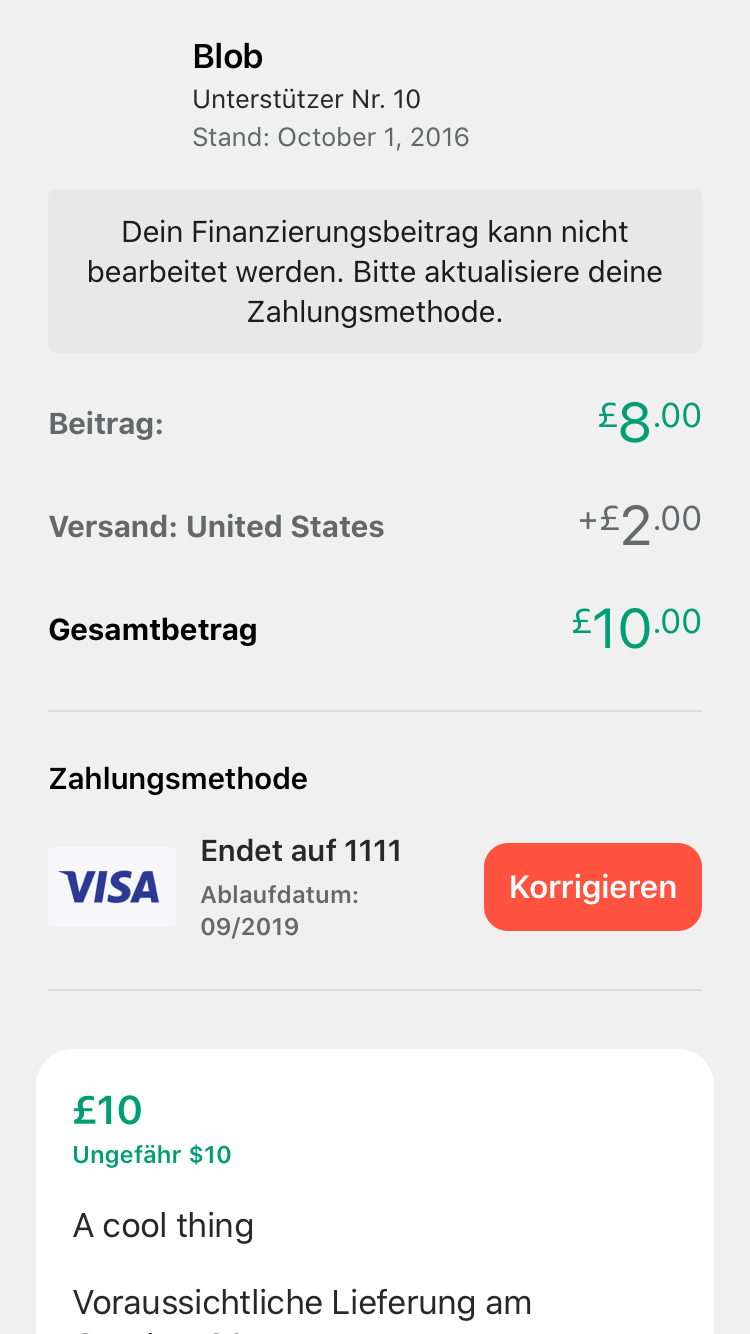 Blob
Unterstützer Nr. 10
Stand: October 1, 2016
Dein Finanzierungsbeitrag kann nicht
bearbeitet werden. Bitte aktualisiere deine
Zahlungsmethode.
Beitrag:
£8.00
Versand: United States
+£2.00
Gesamtbetrag
£10.00
Zahlungsmethode
VISA
Endet auf 1111
Ablaufdatum:
09/2019
Korrigieren
£10
Ungefähr $10
A cool thing
Voraussichtliche Lieferung am